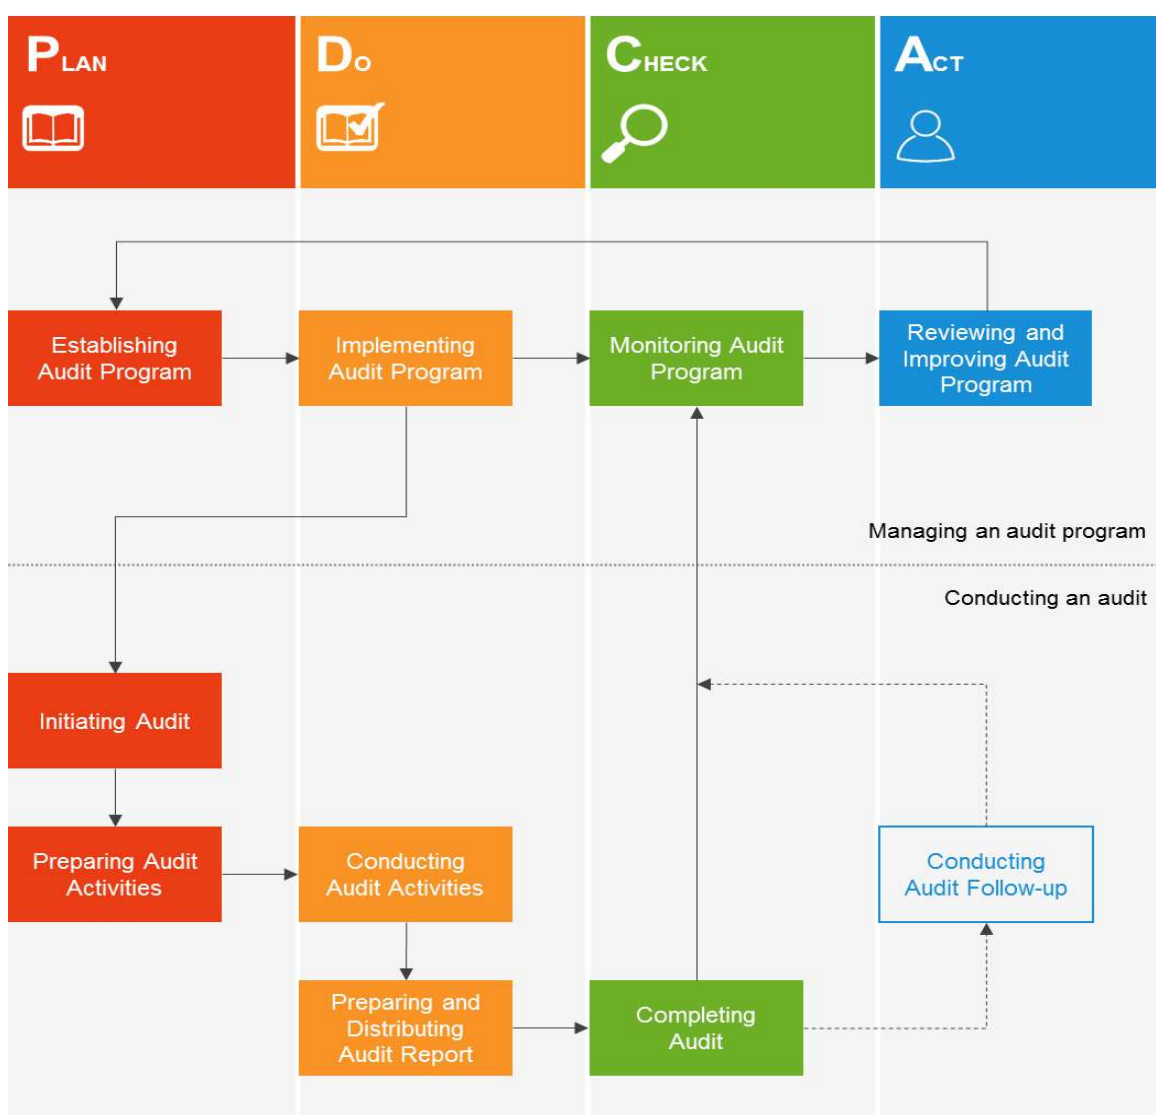 PLAN
DO
CHECK
ACT
Establishing
Audit Program
Implementing
Audit Program
Monitoring Audit
Program
Reviewing and
Improving Audit
Program
Managing an audit program
Conducting an audit
Initiating Audit
Preparing Audit
Activities
Conducting
Audit Activities
Conducting
Audit Follow-up
Preparing and
Distributing
Audit Report
Completing
Audit